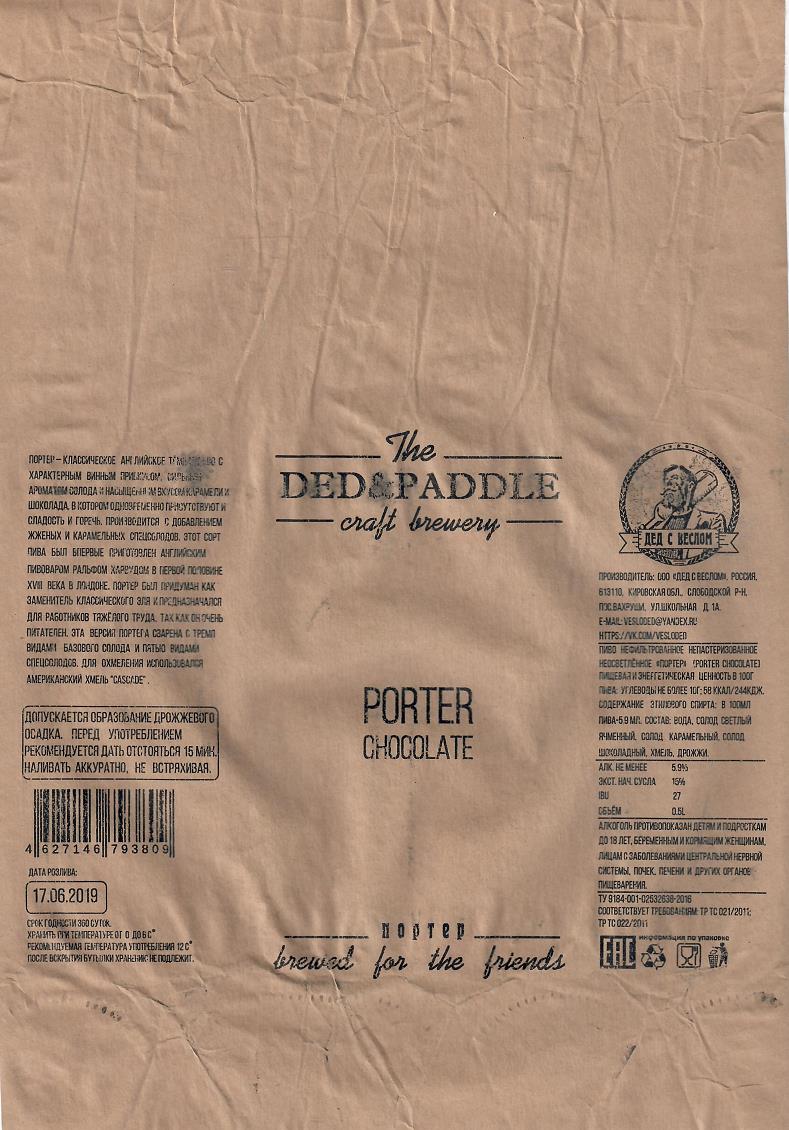 ПОРТЕР – КЛАССИЧЕСКОЕ АНГЛИЙСКОЕ С
ХАРАКТЕРНЫМ ВИННЫМ ПРИВКУСОМ, СИЛЬНЫМ
АРОМАТОМ СОЛОДА И НАСЫЩЕННЫМ ВКУСОМ КАРАМЕЛИ И
ШОКОЛАДА, В КОТОРОМ ОДНОВРЕМЕННО ПРИСУТСТВУЮТ И
СЛАДОСТЬ И ГОРЕЧЬ. ПРОИЗВОДИТСЯ С ДОБАВЛЕНИЕМ
ЖЖЕНЫХ И КАРАМЕЛЬНЫХ СПЕЦСОЛОДОВ. ЭТОТ СОРТ
ПИВА БЫЛ ВПЕРВЫЕ ПРИГОТОВЛЕН АНГЛИЙСКИМ
ПИВОВАРОМ РАЛЬФОМ ХАРВУДОМ В ПЕРВОЙ ПОЛОВИНЕ
XVIII ВЕКА В ЛОНДОНЕ. ПОРТЕР БЫЛ ПРИДУМАН КАК
ЗАМЕНИТЕЛЬ КЛАССИЧЕСКОГО ЭЛЯ И ПРЕДНАЗНАЧАЛСЯ
ДЛЯ РАБОТНИКОВ ТЯЖЁЛОГО ТРУДА, ТАК КАК ОН ОЧЕНЬ
ПИТАТЕЛЕН. ЭТА ВЕРСИЯ ПОРТЕРА СВАРЕНА С ТРЕМЯ
ВИДАМИ БАЗОВОГО СОЛОДА И ПЯТЬЮ ВИДАМИ
СПЕЦСОЛОДОВ. ДЛЯ ОХМЕЛЕНИЯ ИСПОЛЬЗОВАЛСЯ
АМЕРИКАНСКИЙ ХМЕЛЬ "CASCADE".
ДОПУСКАЕТСЯ ОБРАЗОВАНИЕ ДРОЖЖЕВОГО
ОСАДКА. ПЕРЕД УПОТРЕБЛЕНИЕМ
РЕКОМЕНДУЕТСЯ ДАТЬ ОТСТОЯТЬСЯ 15 МИН.
НАЛИВАТЬ АККУРАТНО, НЕ ВСТРЯХИВАЯ.
4 627146 793809
ДАТА РОЗЛИВА:
17.06.2019
СРОК ГОДНОСТИ 360 СУТОК.
ХРАНИТЬ ПРИ ТЕМПЕРАТУРЕ ОТ 0 ДО 6 С°
РЕКОМЕНДУЕМАЯ ТЕМПЕРАТУРА УПОТРЕБЛЕНИЯ 12 С°
ПОСЛЕ ВСКРЫТИЯ БУТЫЛКИ ХРАНЕНИЮ НЕ ПОДЛЕЖИТ.
The
DED&PADDLE
craft brewery
PORTER
CHOCOLATE
портер
brewed for the friends
ДЕД С ВЕСЛОМ
ПРОИЗВОДИТЕЛЬ: ООО «ДЕД С ВЕСЛОМ», РОССИЯ,
613110, КИРОВСКАЯ ОБЛ., СЛОБОДСКОЙ Р-Н,
ПОС.ВАХРУШИ, УЛ.ШКОЛЬНАЯ Д. 1А.
E-MAIL: VESLODED@YANDEX.RU
HTTPS://VK.COM/VESLODED
ПИВО НЕФИЛЬТРОВАННОЕ НЕПАСТЕРИЗОВАННОЕ
НЕОСВЕТЛЁННОЕ «ПОРТЕР» (PORTER CHOCOLATE)
ПИЩЕВАЯ И ЭНЕРГЕТИЧЕСКАЯ ЦЕННОСТЬ В 100Г
ПИВА: УГЛЕВОДЫ НЕ БОЛЕЕ 10Г; 58 ККАЛ/244КДЖ.
СОДЕРЖАНИЕ ЭТИЛОВОГО СПИРТА: В 100МЛ
ПИВА-5.9 МЛ. СОСТАВ: ВОДА, СОЛОД СВЕТЛЫЙ
ЯЧМЕННЫЙ, СОЛОД КАРАМЕЛЬНЫЙ, СОЛОД
ШОКОЛАДНЫЙ, ХМЕЛЬ, ДРОЖЖИ.
АЛК. НЕ МЕНЕЕ 5.9%
ЭКСТ. НАЧ. СУСЛА 15%
IBU 27
ОБЪЁМ 0.5L
АЛКОГОЛЬ ПРОТИВОПОКАЗАН ДЕТЯМ И ПОДРОСТКАМ
ДО 18 ЛЕТ, БЕРЕМЕННЫМ И КОРМЯЩИМ ЖЕНЩИНАМ,
ЛИЦАМ С ЗАБОЛЕВАНИЯМИ ЦЕНТРАЛЬНОЙ НЕРВНОЙ
СИСТЕМЫ, ПОЧЕК, ПЕЧЕНИ И ДРУГИХ ОРГАНОВ
ПИЩЕВАРЕНИЯ.
ТУ 9184-001-02532638-2016
СООТВЕТСТВУЕТ ТРЕБОВАНИЯМ: ТР ТС 021/2011;
ТР ТС 022/2011
информация по упаковке
EAC